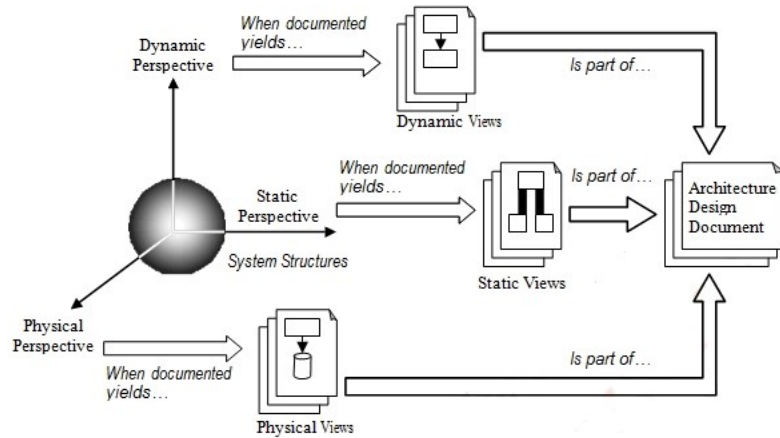 When documented
yields…
Dynamic
Perspective
Is part of…
Dynamic Views
When documented
yields…
Is part of…
Static
Perspective
Architecture
Design
Document
System Structures
Static Views
Physical
Perspective
When documented
yields…
Is part of…
Physical Views